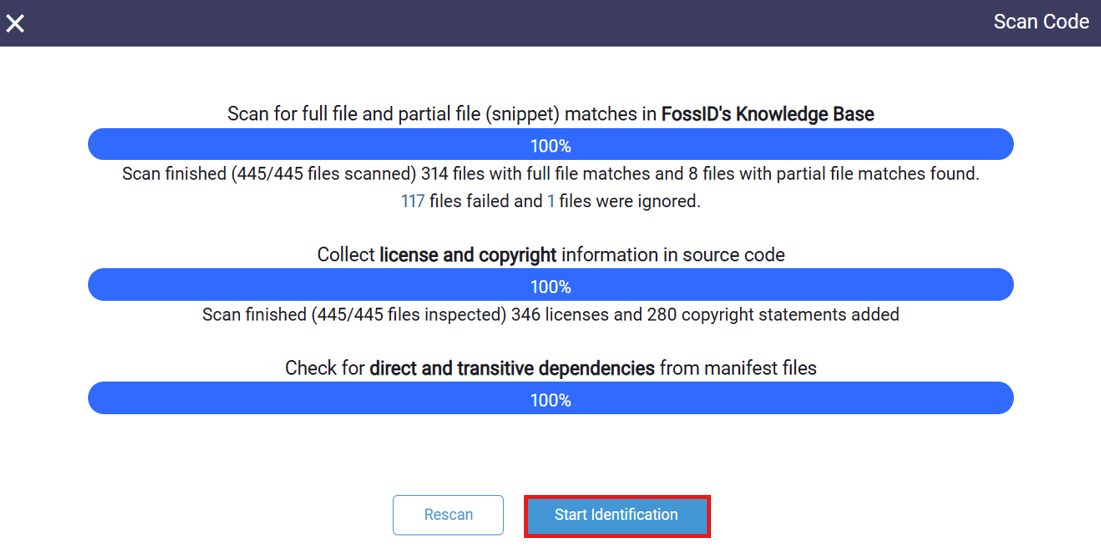 Scan Code
Scan for full file and partial file (snippet) matches in FossID's Knowledge Base
100%
Scan finished (445/445 files scanned) 314 files with full file matches and 8 files with partial file matches found.
117 files failed and 1 files were ignored.
Collect license and copyright information in source code
100%
Scan finished (445/445 files inspected) 346 licenses and 280 copyright statements added
Check for direct and transitive dependencies from manifest files
100%
Rescan
Start Identification